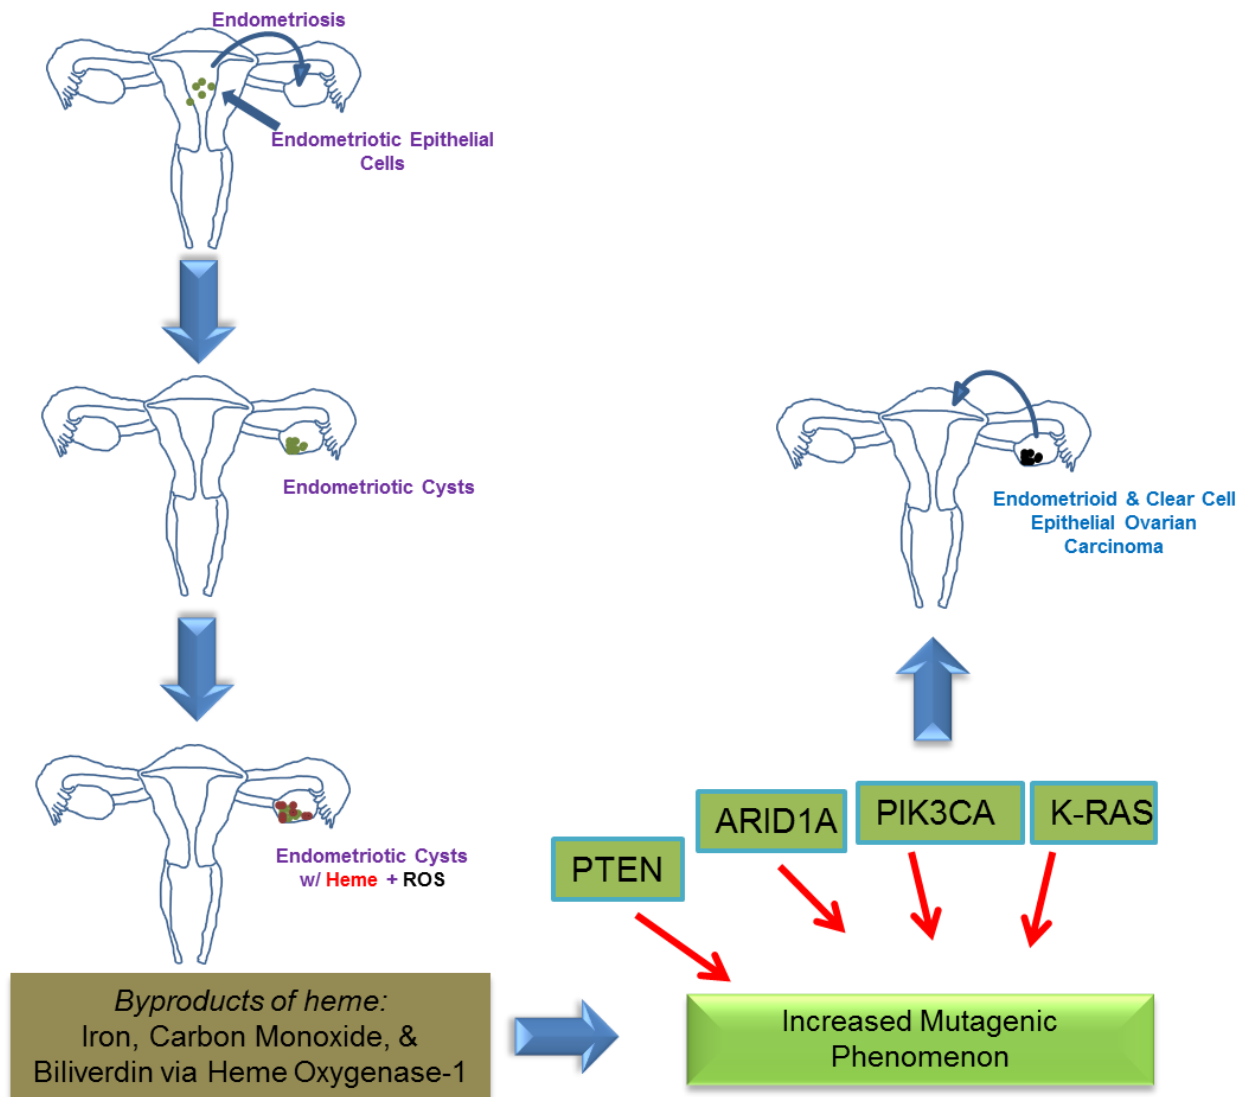 Endometriosis
Endometriotic Epithelial
Cells
Endometriotic Cysts
Endometriotic Cysts
w/ Heme + ROS
Byproducts of heme:
Iron, Carbon Monoxide, &
Biliverdin via Heme Oxygenase-1
PTEN
ARID1A
PIK3CA
K-RAS
Increased Mutagenic
Phenomenon
Endometrioid & Clear Cell
Epithelial Ovarian
Carcinoma